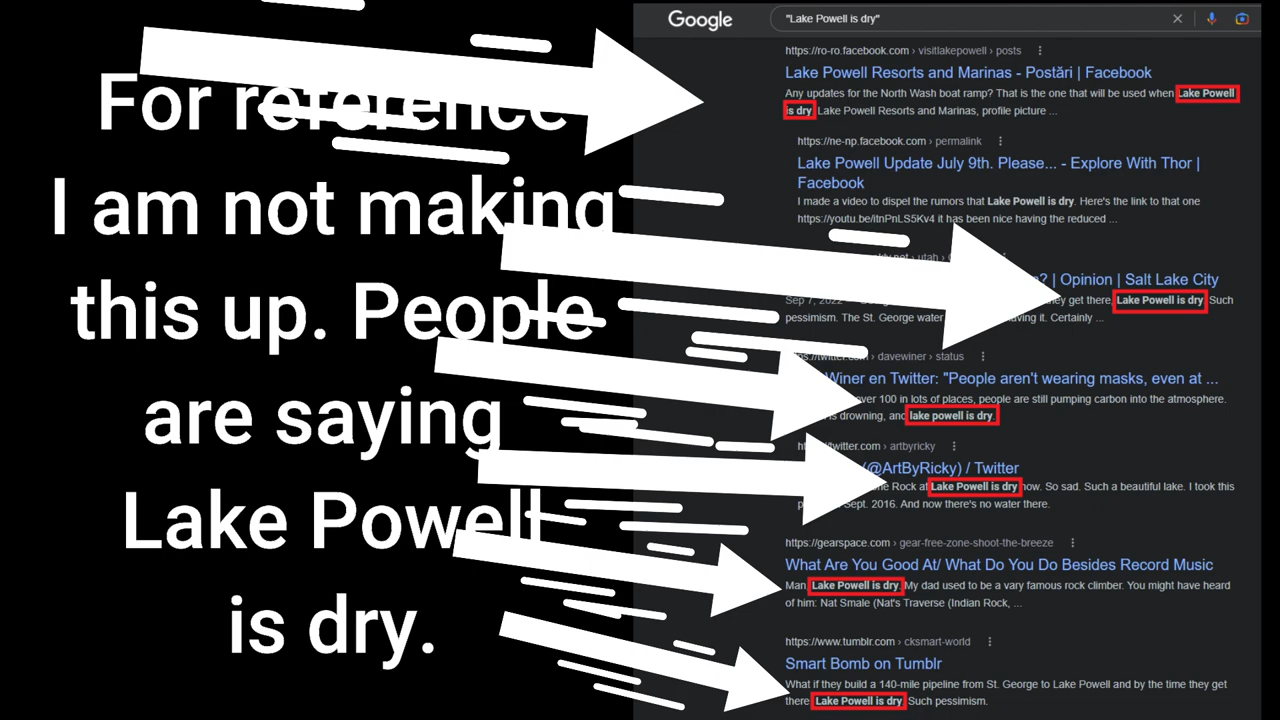 For reference
I am not making
this up. People
are saying
Lake Powell
is dry.
Google
"Lake Powell is dry"
https://ro-ro.facebook.com › visitlakepowell › posts
Lake Powell Resorts and Marinas - Postări | Facebook
Any updates for the North Wash boat ramp? That is the one that will be used when Lake Powell
is dry. Lake Powell Resorts and Marinas, profile picture ...
https://ne-np.facebook.com › permalink
Lake Powell Update July 9th. Please... - Explore With Thor |
Facebook
I made a video to dispel the rumors that Lake Powell is dry. Here's the link to that one
https://youtu.be/itnPnLS5Kv4 it has been nice having the reduced ...
› utah ›
? | Opinion | Salt Lake City
Sep 7, 2022 they get there, Lake Powell is dry. Such
pessimism. The St. George water having it. Certainly ...
https://twitter.com › davewiner › status
Winer en Twitter: "People aren't wearing masks, even at ...
over 100 in lots of places, people are still pumping carbon into the atmosphere.
is drowning, and lake powell is dry.
https://twitter.com › artbyricky
(@ArtByRicky) / Twitter
the Rock at Lake Powell is dry now. So sad. Such a beautiful lake. I took this
Sept. 2016. And now there's no water there.
https://gearspace.com › gear-free-zone-shoot-the-breeze
What Are You Good At/ What Do You Do Besides Record Music
Man, Lake Powell is dry. My dad used to be a vary famous rock climber. You might have heard
of him: Nat Smale (Nat's Traverse (Indian Rock, ...
https://www.tumblr.com › cksmart-world
Smart Bomb on Tumblr
What if they build a 140-mile pipeline from St. George to Lake Powell and by the time they get
there, Lake Powell is dry. Such pessimism.